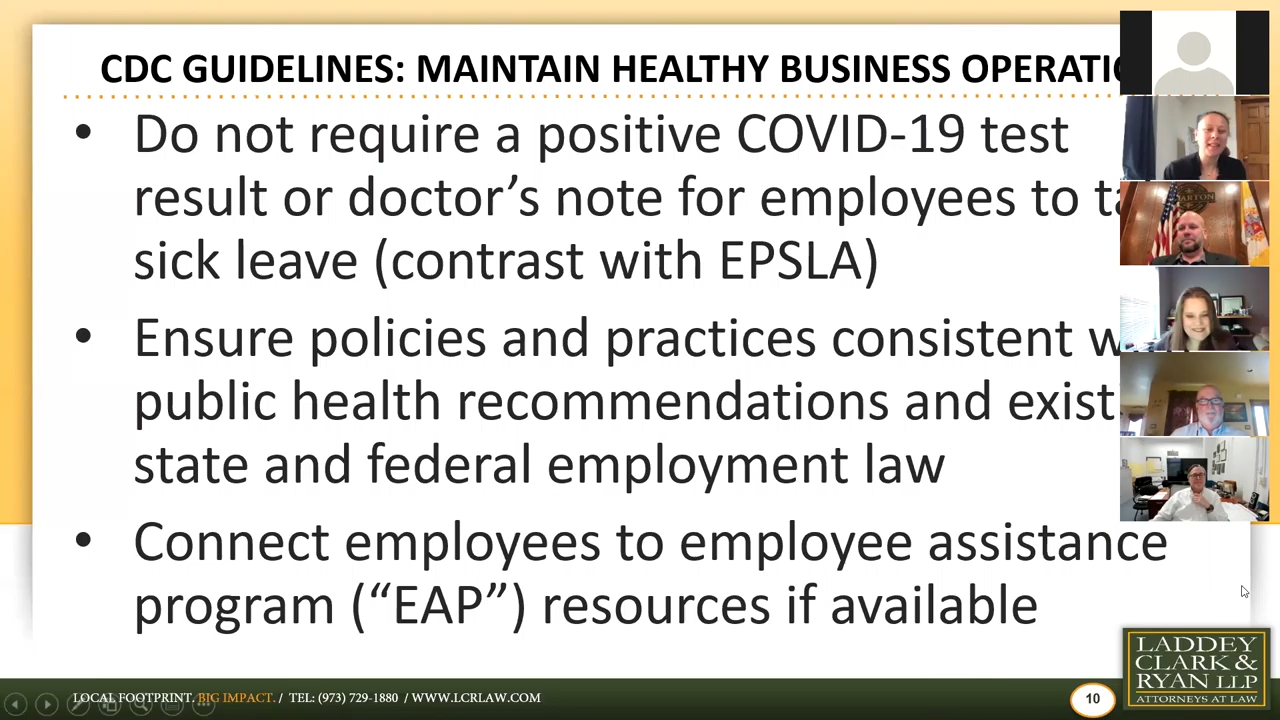 CDC GUIDELINES: MAINTAIN HEALTHY BUSINESS
Do not require a positive COVID-19 test
result or doctor’s note for employees to
sick leave (contrast with EPSLA)
Ensure policies and practices consistent
public health recommendations and
state and federal employment law
Connect employees to employee assistance
program (“EAP”) resources if available
LADDEY
CLARK &
RYAN LLP
ATTORNEYS AT LAW
LOCAL FOOTPRINT. BIG IMPACT. / TEL: (973) 729-1880 / WWW.LCRLAW.COM
10